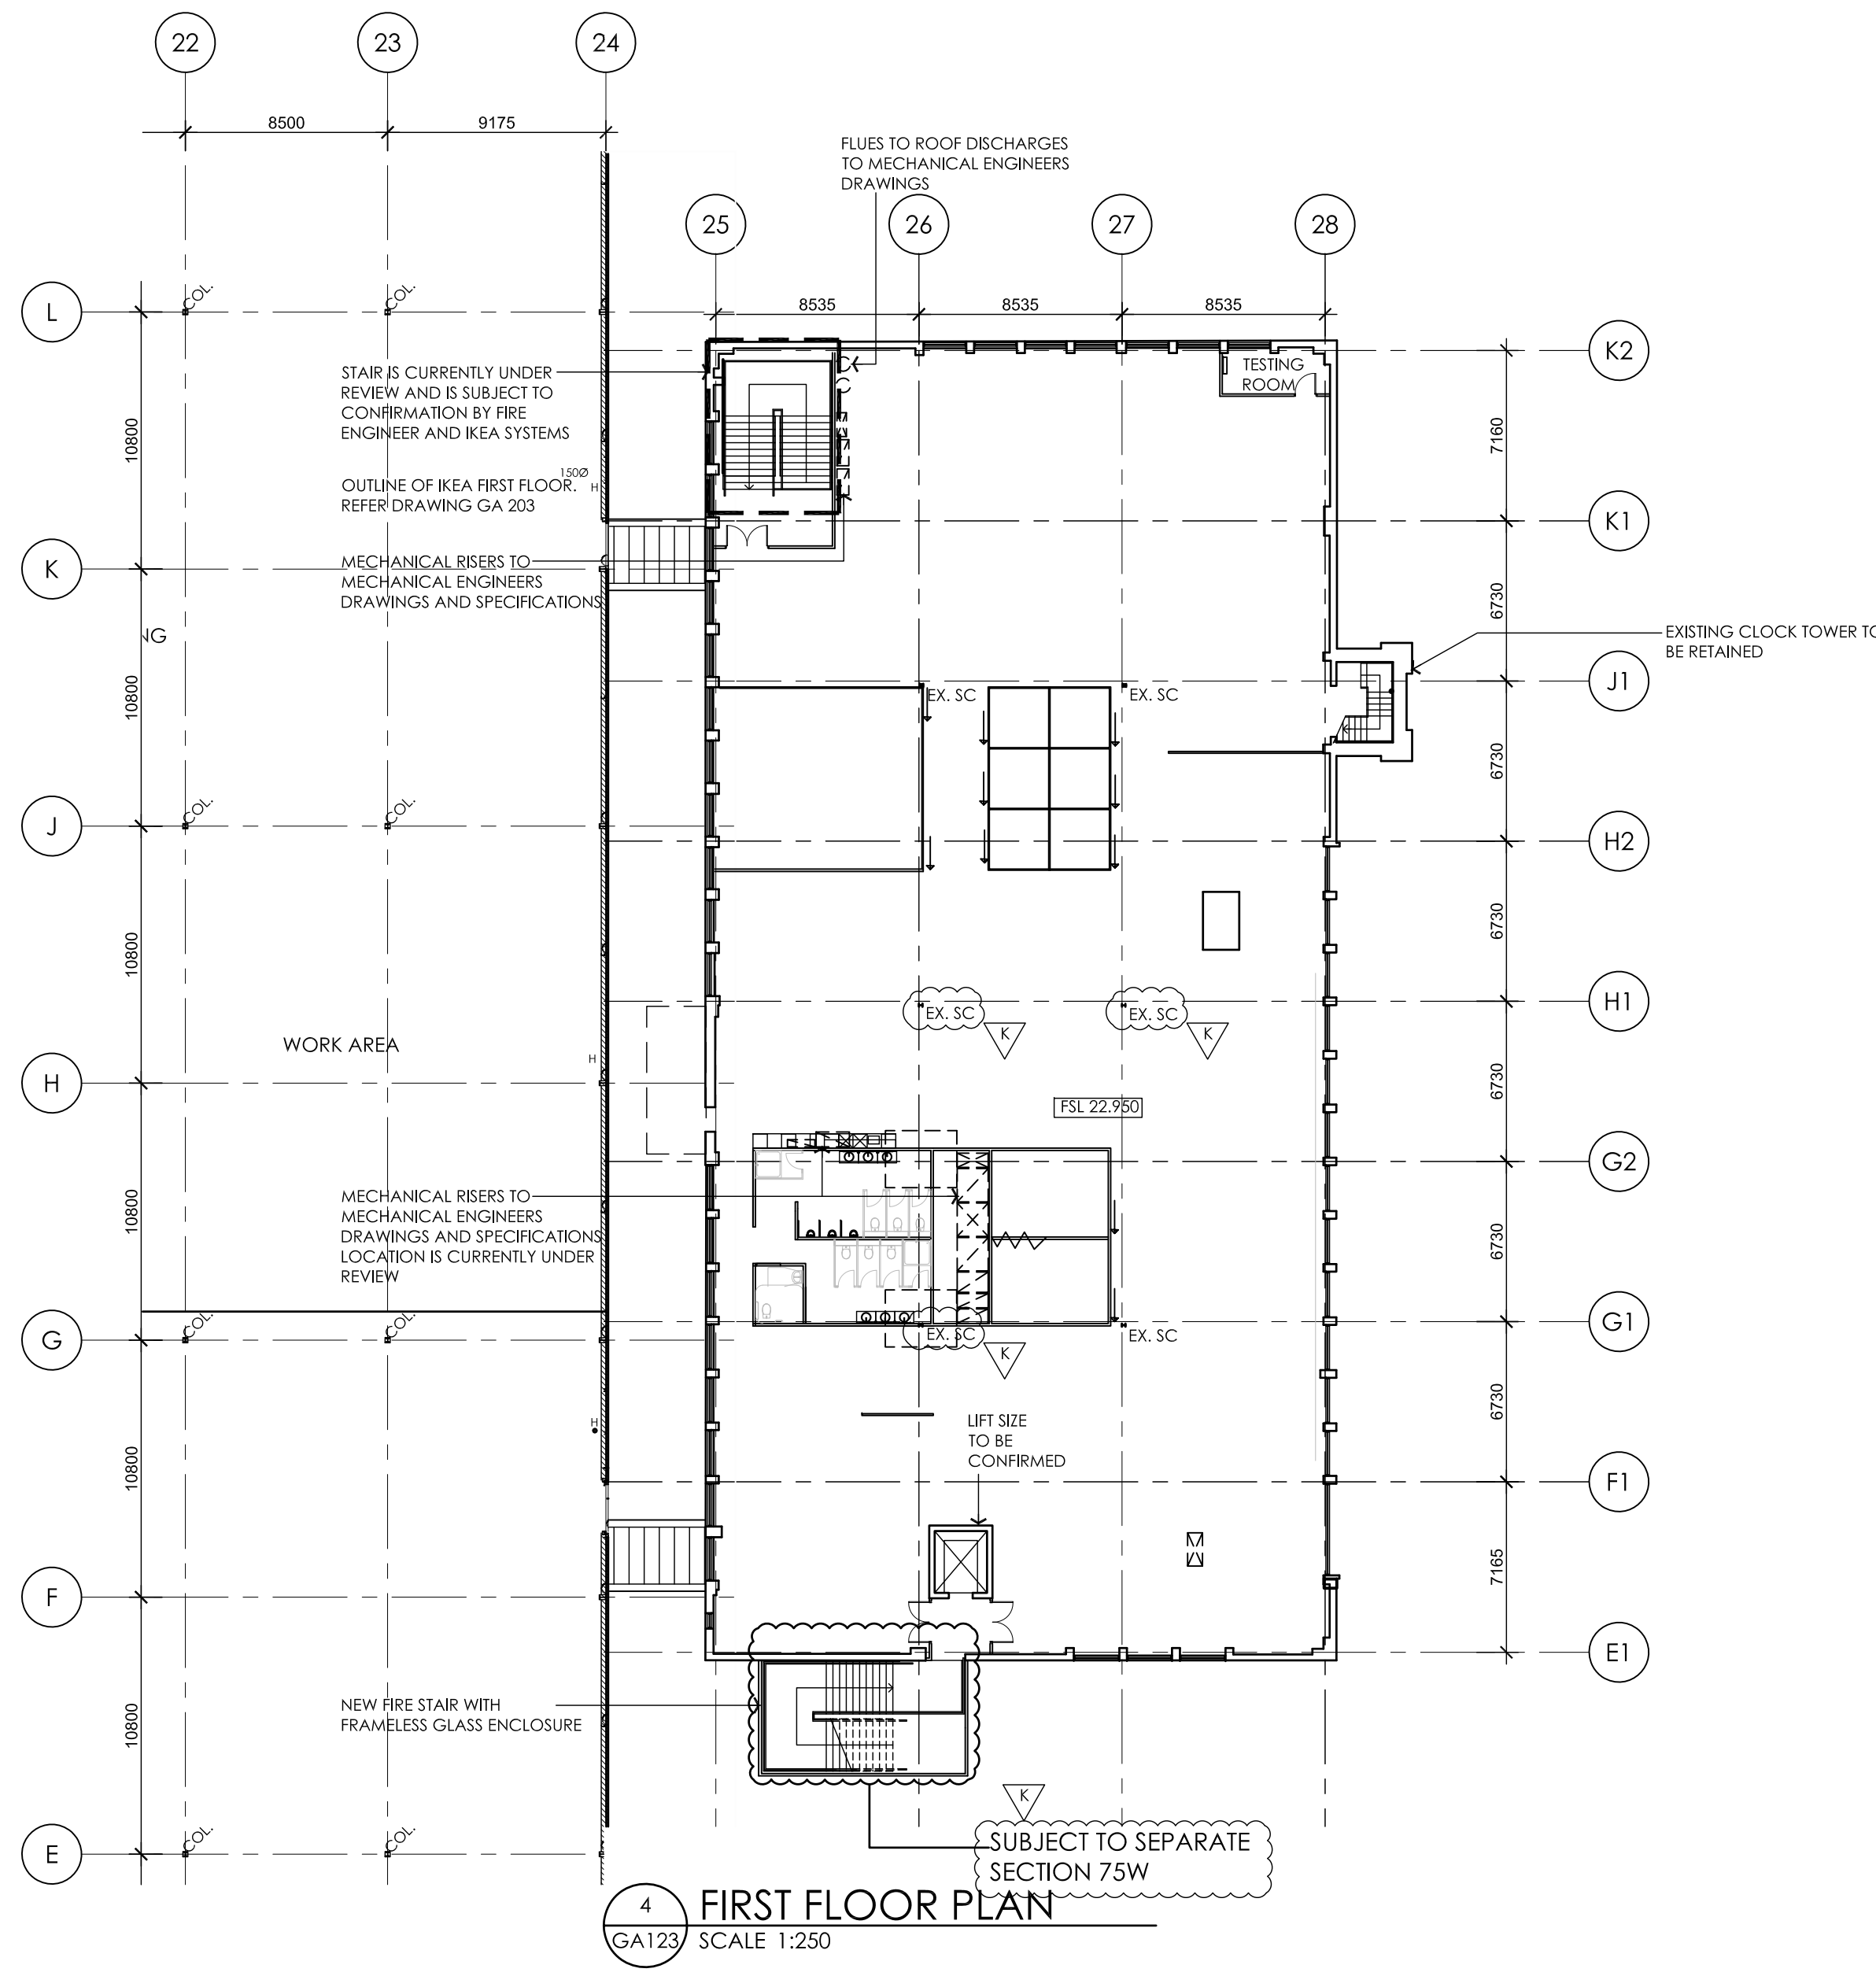 22
23
24
8500
9175
FLUES TO ROOF DISCHARGES
TO MECHANICAL ENGINEERS
DRAWINGS
25
26
27
28
8535
8535
8535
L
COL.
COL.
K2
TESTING
ROOM
STAIR IS CURRENTLY UNDER
REVIEW AND IS SUBJECT TO
CONFIRMATION BY FIRE
ENGINEER AND IKEA SYSTEMS
10800
7160
150Ø
OUTLINE OF IKEA FIRST FLOOR.
H
REFER DRAWING GA 203
K1
K
MECHANICAL RISERS TO
MECHANICAL ENGINEERS
DRAWINGS AND SPECIFICATIONS
6730
NG
EXISTING CLOCK TOWER TO
BE RETAINED
10800
EX. SC
EX. SC
J1
6730
J
COL.
COL.
H2
10800
6730
EX. SC
EX. SC
H1
K
K
WORK AREA
H
H
6730
FSL 22.950
G2
10800
MECHANICAL RISERS TO
MECHANICAL ENGINEERS
DRAWINGS AND SPECIFICATIONS
LOCATION IS CURRENTLY UNDER
REVIEW
6730
G
COL.
COL.
EX. SC
EX. SC
G1
K
6730
H
LIFT SIZE
TO BE
CONFIRMED
10800
F1
7165
F
E1
NEW FIRE STAIR WITH
FRAMELESS GLASS ENCLOSURE
10800
K
E
COL.
COL.
SUBJECT TO SEPARATE
SECTION 75W
4
GA123
FIRST FLOOR PLAN
SCALE 1:250